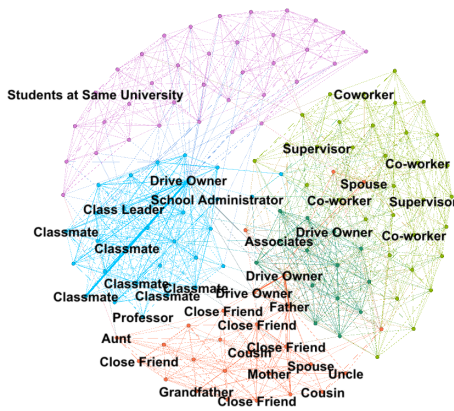 Students at Same University
Coworker
Supervisor
Co-worker
Drive Owner
Spouse
School Administrator
Co-worker
Supervisor
Class Leader
Classmate
Drive Owner
Co-worker
Associates
Classmate
Drive Owner
Classmate
Classmate
Classmate
Classmate
Drive Owner
Father
Close Friend
Professor
Close Friend
Aunt
Cousin
Close Friend
Close Friend
Mother
Spouse
Uncle
Grandfather
Cousin
Close Friend